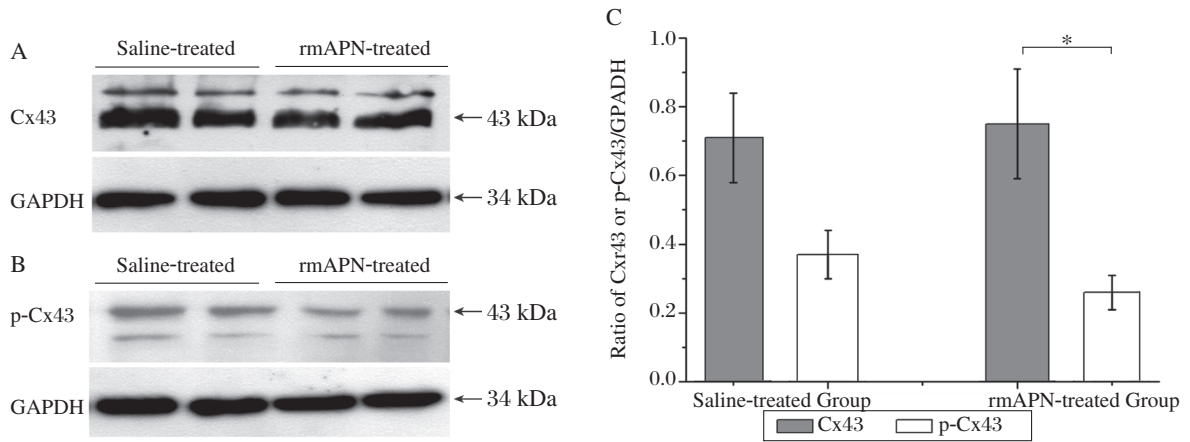 A
Saline-treated rmAPN-treated
Cx43
43 kDa
GAPDH
34 kDa
B
Saline-treated rmAPN-treated
p-Cx43
43 kDa
GAPDH
34 kDa
C
Ratio of Cxr43 or p-Cx43/GPADH
1.0
0.8
0.6
0.4
0.2
0.0
*
Saline-treated Group rmAPN-treated Group
Cx43 p-Cx43